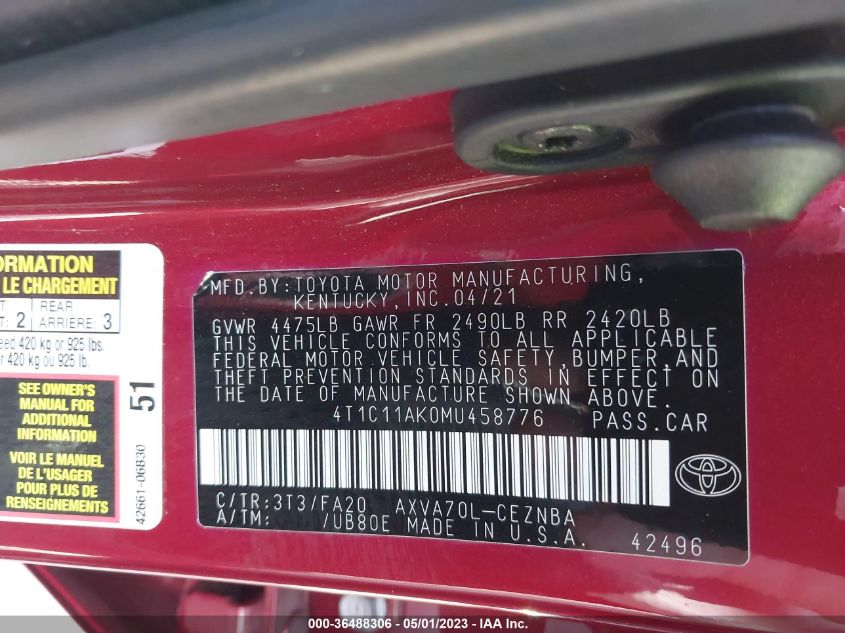 ORMATION
LE CHARGEMENT
REAR
2 ARRIÈRE: 3
eed 420 kg or 925 lbs.
r 420 kg ou 925 lb.
SEE OWNER'S
MANUAL FOR
ADDITIONAL
INFORMATION
VOIR LE MANUEL
DE L'USAGER
POUR PLUS DE
RENSEIGNEMENTS
51
42661-06B30
MFD.BY:TOYOTA MOTOR MANUFACTURING,
KENTUCKY,INC.04/21
GVWR 4475LB GAWR FR 2490LB RR 2420LB
THIS VEHICLE CONFORMS TO ALL APPLICABLE
FEDERAL MOTOR VEHICLE SAFETY,BUMPER,AND
THEFT PREVENTION STANDARDS IN EFFECT ON
THE DATE OF MANUFACTURE SHOWN ABOVE.
4T1C11AK0MU458776 PASS.CAR
C/TR:3T3/FA20 AXVA70L-CEZNBA
A/TM: /UB80E MADE IN U.S.A.
42496
000-36488306 - 05/01/2023 - IAA Inc.